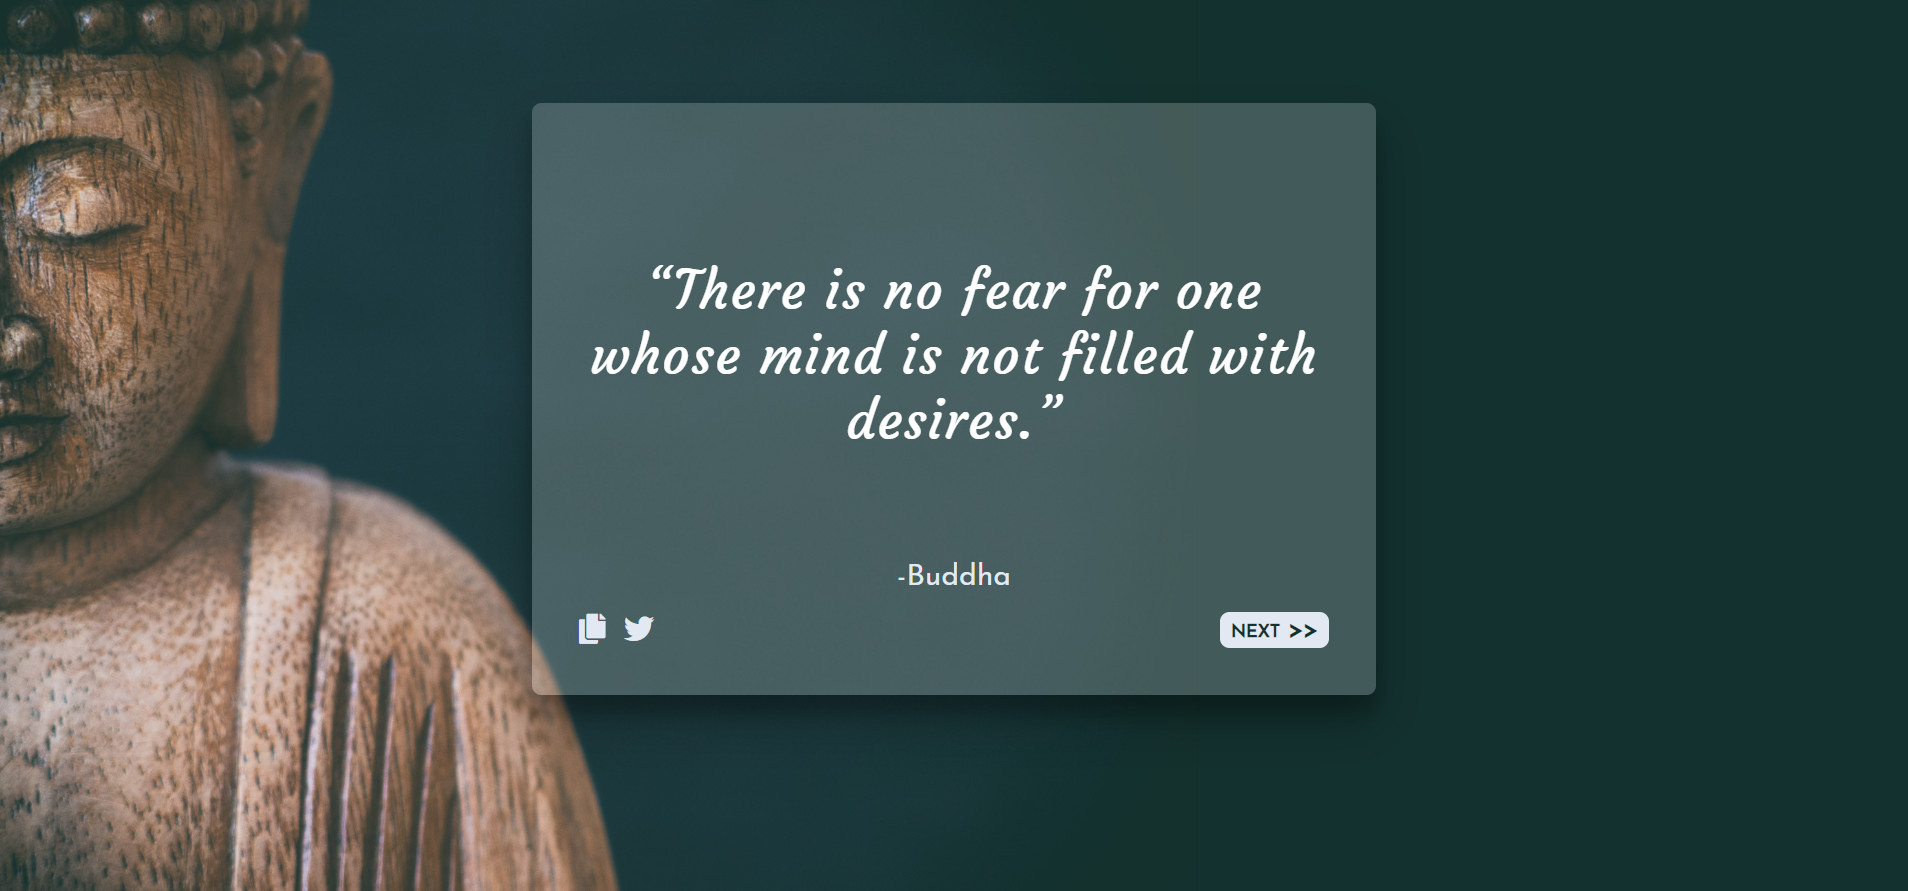 “There is no fear for one
whose mind is not filled with
desires.”
-Buddha
NEXT >>